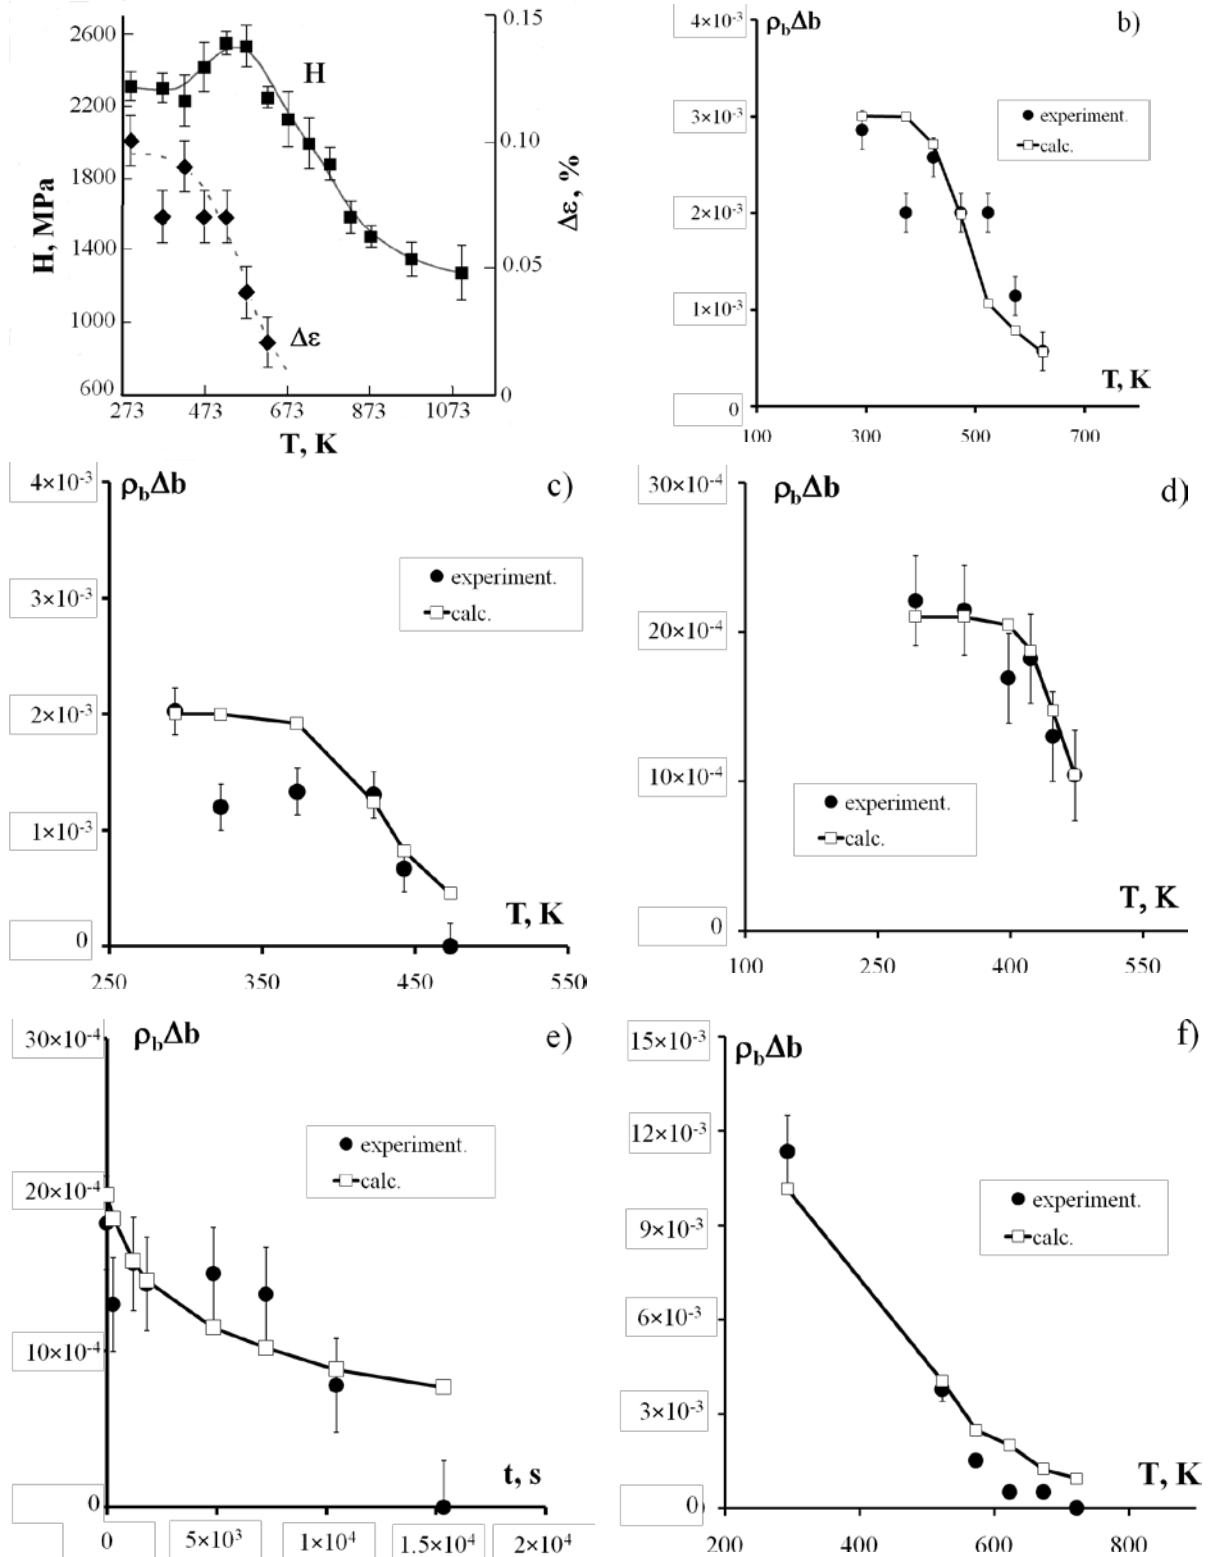 2600
2200
1800
1400
1000
600
H, MPa
0.15
0.10
0.05
0
Δε, %
H
Δε
273 473 673 873 1073
T, K
4×10⁻³
3×10⁻³
2×10⁻³
1×10⁻³
0
ρbΔb
b)
experiment.
calc.
T, K
100 300 500 700
4×10⁻³
3×10⁻³
2×10⁻³
1×10⁻³
0
ρbΔb
c)
experiment.
calc.
T, K
250 350 450 550
30×10⁻⁴
20×10⁻⁴
10×10⁻⁴
0
ρbΔb
d)
experiment.
calc.
T, K
100 250 400 550
30×10⁻⁴
20×10⁻⁴
10×10⁻⁴
0
ρbΔb
e)
experiment.
calc.
t, s
0 5×10³ 1×10⁴ 1.5×10⁴ 2×10⁴
15×10⁻³
12×10⁻³
9×10⁻³
6×10⁻³
3×10⁻³
0
ρbΔb
f)
experiment.
calc.
T, K
200 400 600 800